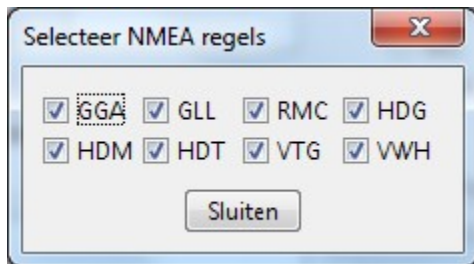 Selecteer NMEA regels
GGA GLL RMC HDG
HDM HDT VTG VWH
Sluiten